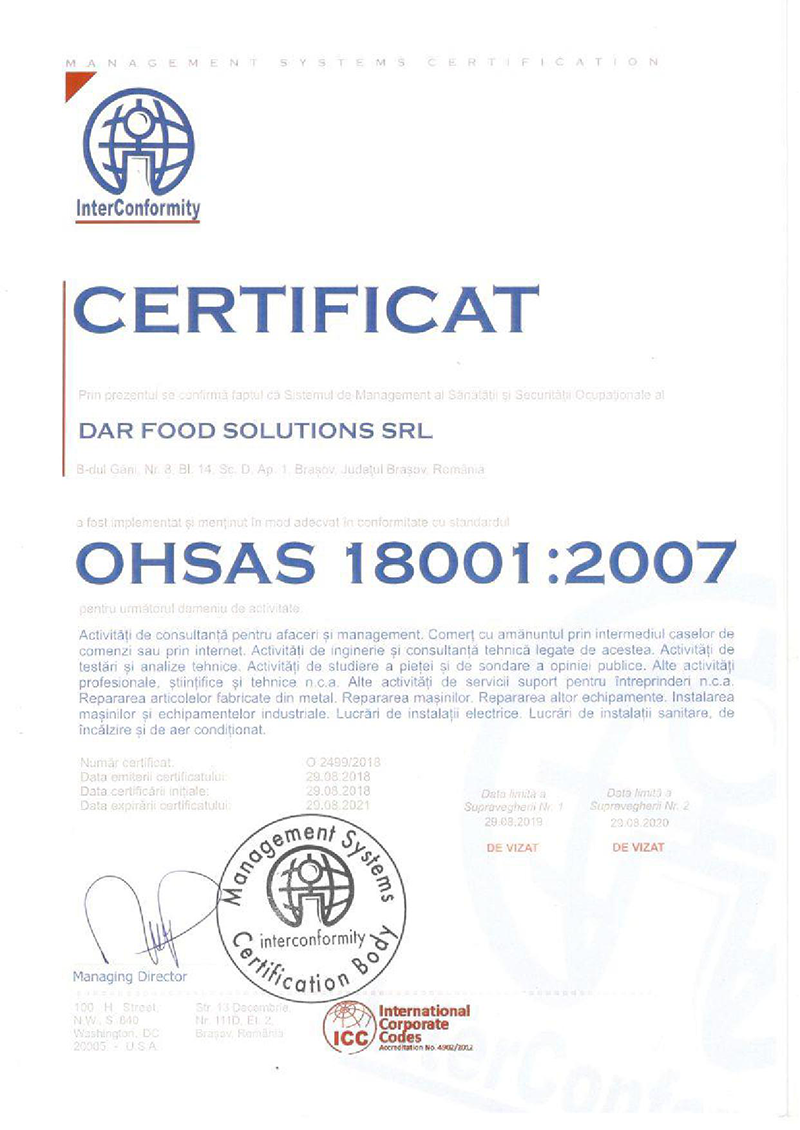 MANAGEMENT SYSTEMS CERTIFICATION
InterConformity
CERTIFICAT
Prin prezentul se confirmă faptul că Sistemul de Management al Sănătății și Securității Ocupaționale al
DAR FOOD SOLUTIONS SRL
B-dul Gării, Nr. 8, Bl. 14, Sc. D, Ap. 1, Brașov, Județul Brașov, România
a fost implementat și menținut în mod adecvat în conformitate cu standardul
OHSAS 18001:2007
pentru următorul domeniu de activitate:
Activități de consultanță pentru afaceri și management. Comerț cu amănuntul prin intermediul caselor de
comenzi sau prin internet. Activități de inginerie și consultanță tehnică legate de acestea. Activități de
testări și analize tehnice. Activități de studiere a pieței și de sondare a opiniei publice. Alte activități
profesionale, științifice și tehnice n.c.a. Alte activități de servicii suport pentru întreprinderi n.c.a.
Repararea articolelor fabricate din metal. Repararea mașinilor. Repararea altor echipamente. Instalarea
mașinilor și echipamentelor industriale. Lucrări de instalații electrice. Lucrări de instalații sanitare, de
încălzire și de aer condiționat.
Număr certificat: O 2499/2018
Data emiterii certificatului: 29.08.2018
Data certificării inițiale: 29.08.2018
Data expirării certificatului: 29.08.2021
Data limită a
Supravegherii Nr. 1
29.08.2019
DE VIZAT
Data limită a
Supravegherii Nr. 2
29.08.2020
DE VIZAT
Management Systems
interconformity
Certification Body
Managing Director
100 H. Street,
N.W., S. 640
Washington, DC
20005 - U.S.A.
Str. 13 Decembrie,
Nr. 111D, Et. 2,
Brașov, România
ICC
International
Corporate
Codes
Accreditation No. 4902/2012
InterConfo